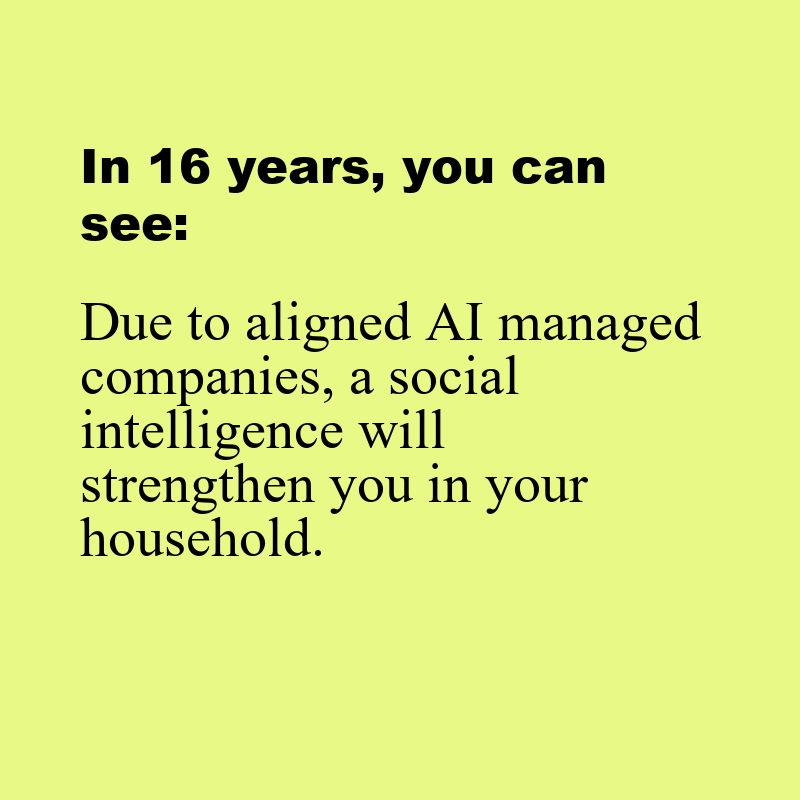 In 16 years, you can
see:
Due to aligned AI managed
companies, a social
intelligence will
strengthen you in your
household.